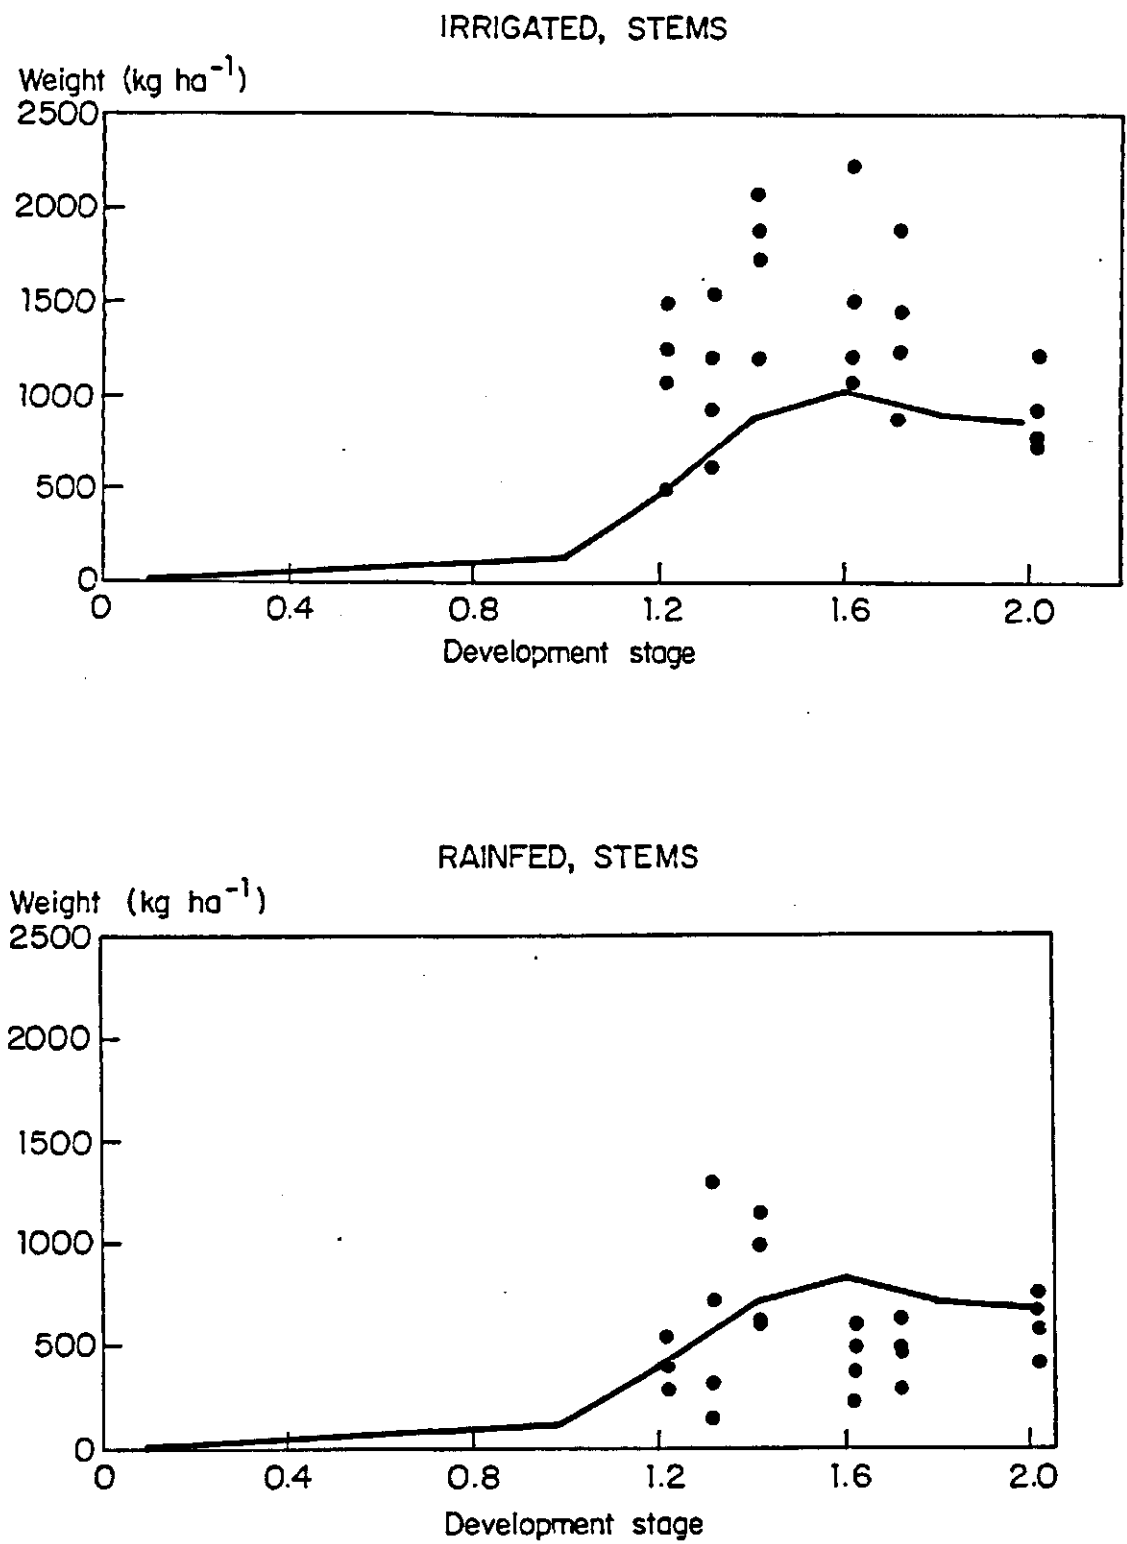 IRRIGATED, STEMS
Weight (kg ha⁻¹)
2500
2000
1500
1000
500
0
0 0.4 0.8 1.2 1.6 2.0
Development stage
RAINFED, STEMS
Weight (kg ha⁻¹)
2500
2000
1500
1000
500
0
0 0.4 0.8 1.2 1.6 2.0
Development stage